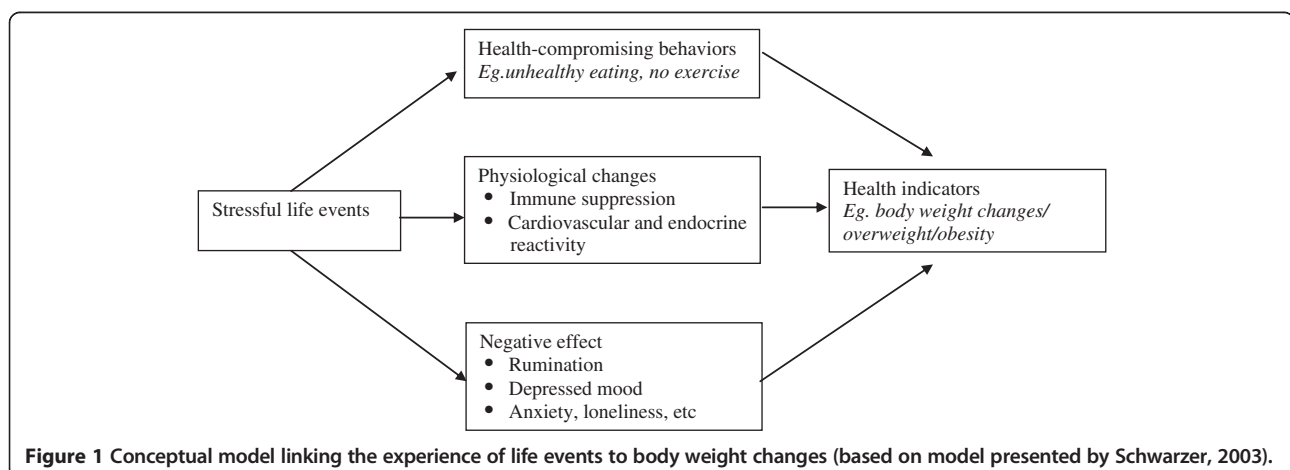 Health-compromising behaviors
Eg.unhealthy eating, no exercise
Stressful life events
Physiological changes
• Immune suppression
• Cardiovascular and endocrine
reactivity
Health indicators
Eg. body weight changes/
overweight/obesity
Negative effect
• Rumination
• Depressed mood
• Anxiety, loneliness, etc
Figure 1 Conceptual model linking the experience of life events to body weight changes (based on model presented by Schwarzer, 2003).